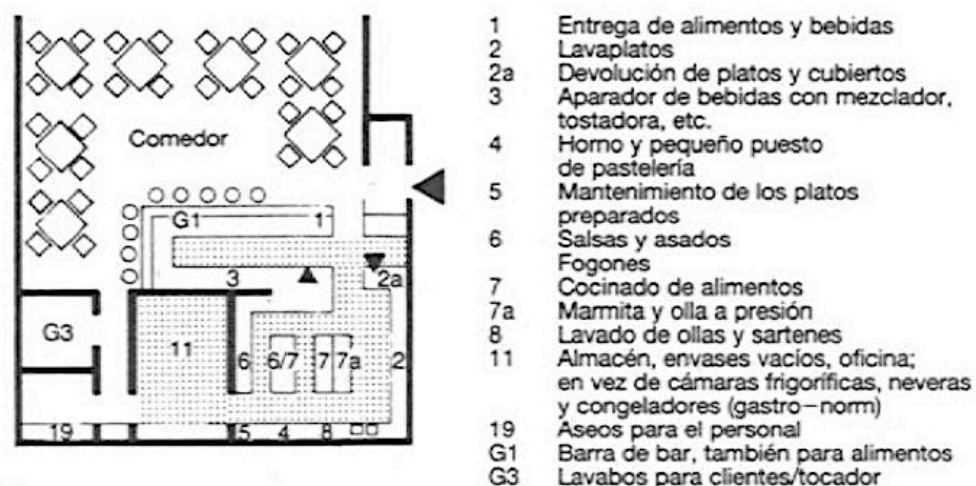 Comedor
G1 1
3 2a
G3
11
6 6/7 7 7a 2
19 5 4 8
1 Entrega de alimentos y bebidas
2 Lavaplatos
2a Devolución de platos y cubiertos
3 Aparador de bebidas con mezclador,
tostadora, etc.
4 Horno y pequeño puesto
de pastelería
5 Mantenimiento de los platos
preparados
6 Salsas y asados
Fogones
7 Cocinado de alimentos
7a Marmita y olla a presión
8 Lavado de ollas y sartenes
11 Almacén, envases vacíos, oficina;
en vez de cámaras frigoríficas, neveras
y congeladores (gastro-norm)
19 Aseos para el personal
G1 Barra de bar, también para alimentos
G3 Lavabos para clientes/tocador